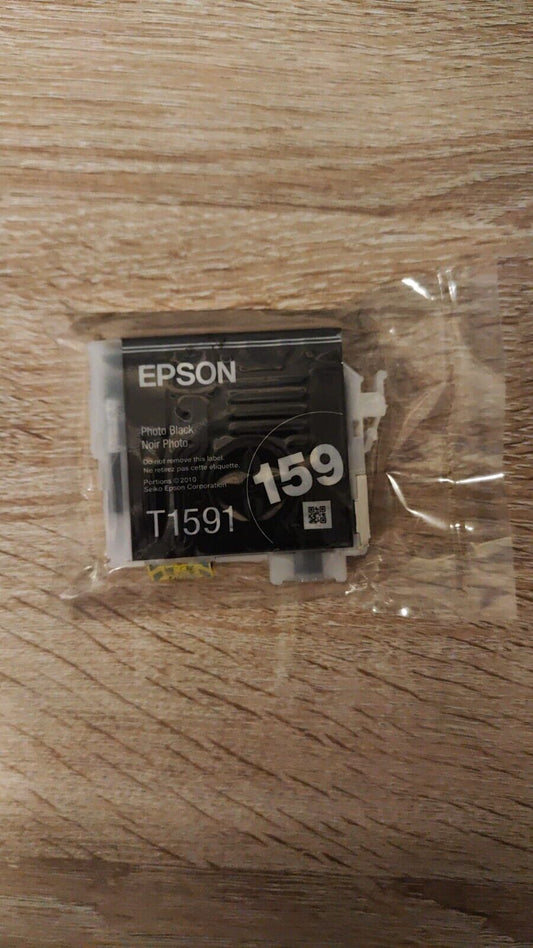 EPSON
Photo Black
Noir Photo
Do not remove this label.
Ne retirez pas cette étiquette.
Portions © 2010
Seiko Epson Corporation
159
T1591